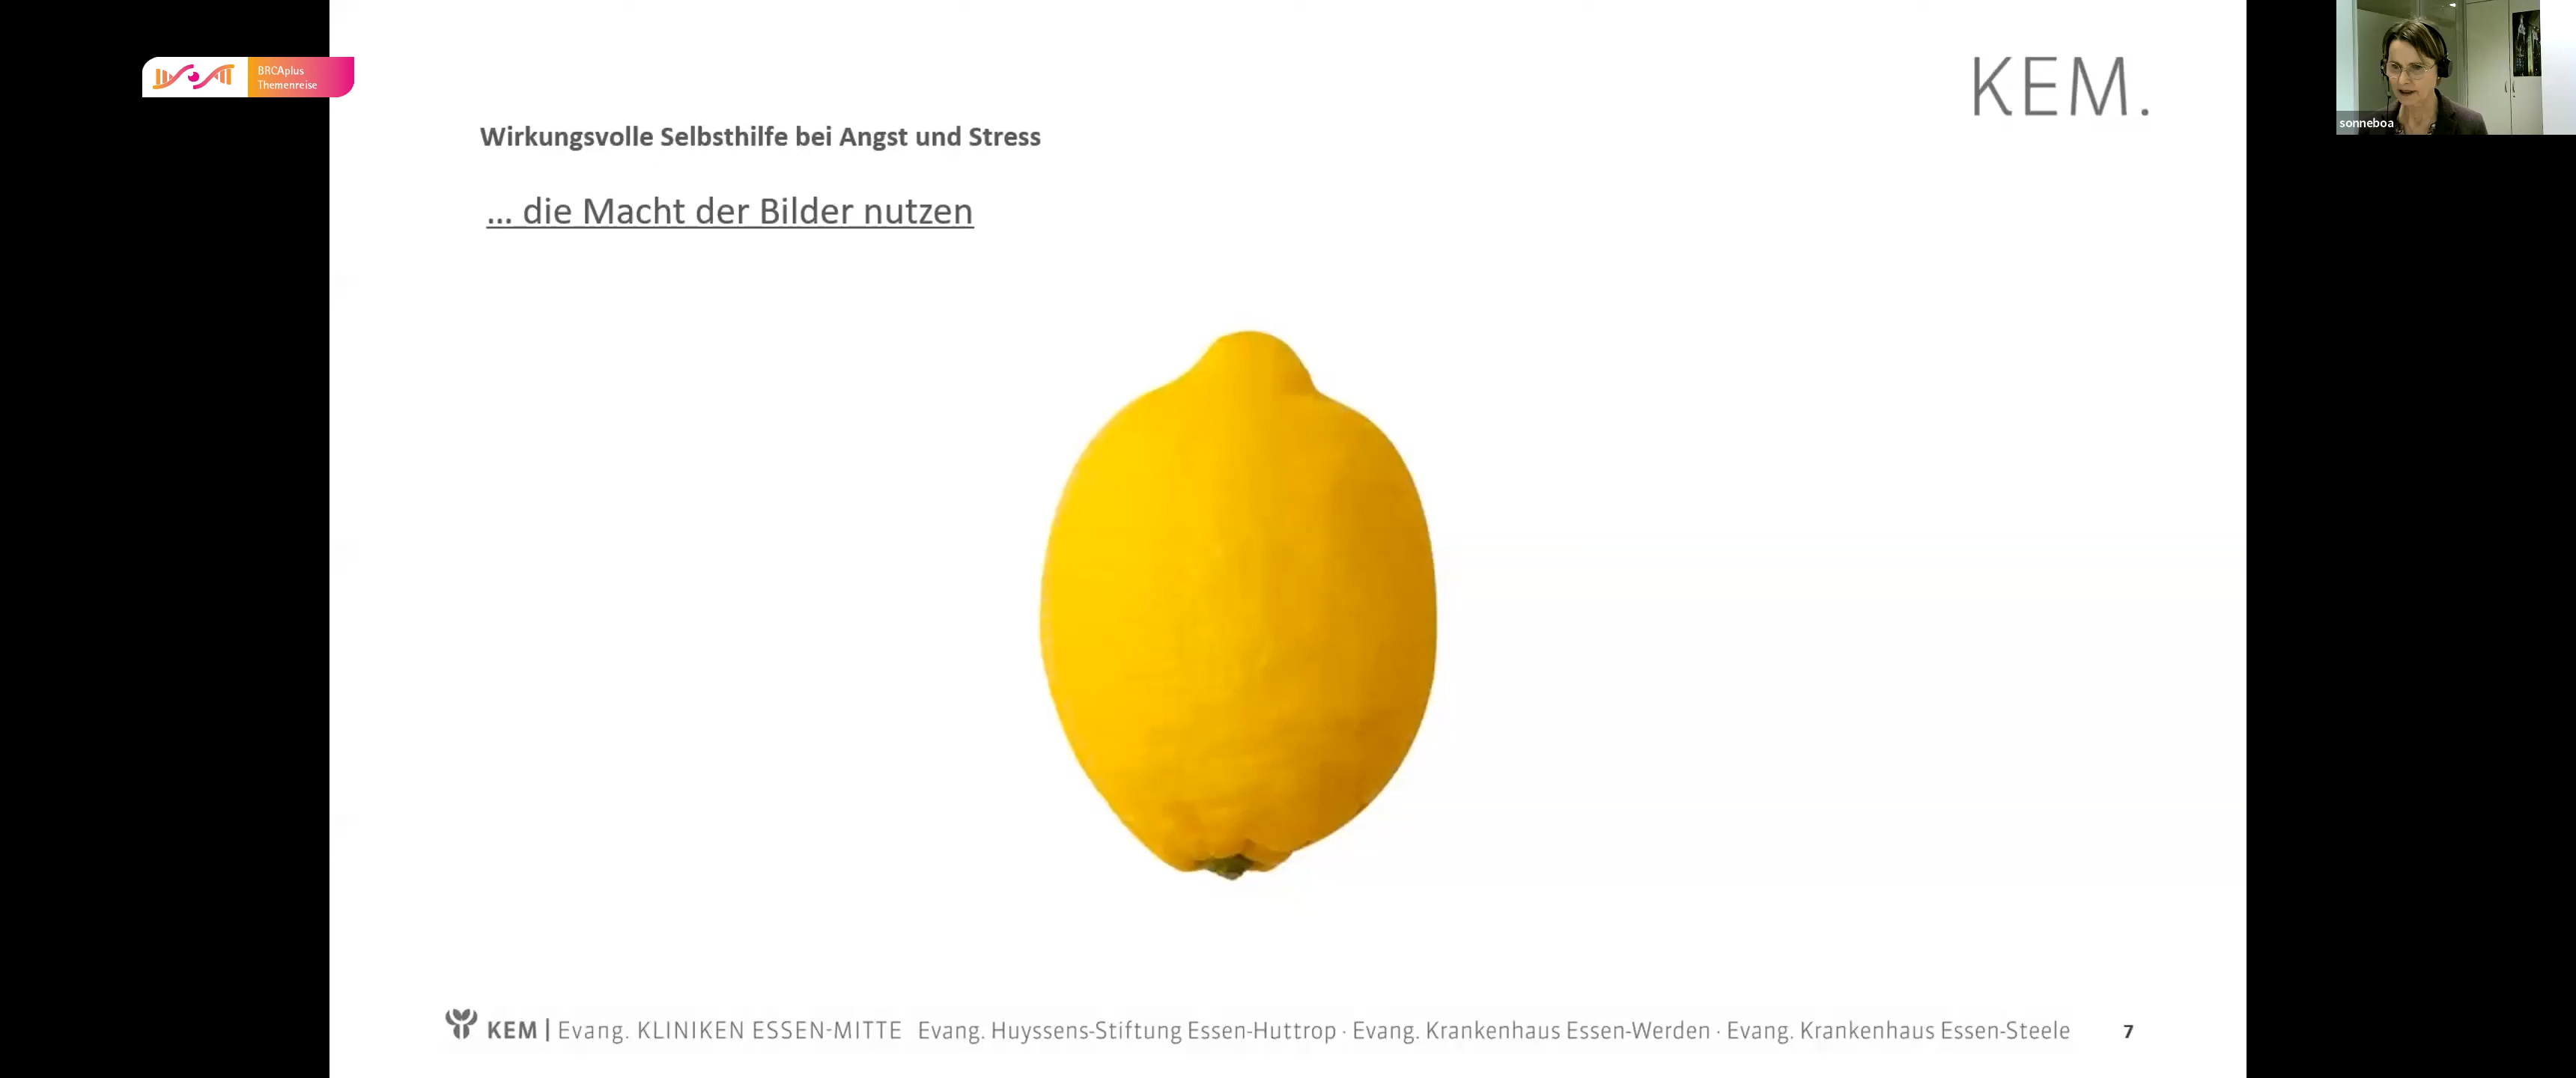 BRCAplus
Themenreise
KEM.
sonneboa
Wirkungsvolle Selbsthilfe bei Angst und Stress
... die Macht der Bilder nutzen
KEM | Evang. KLINIKEN ESSEN-MITTE Evang. Huyssens-Stiftung Essen-Huttrop · Evang. Krankenhaus Essen-Werden · Evang. Krankenhaus Essen-Steele 7